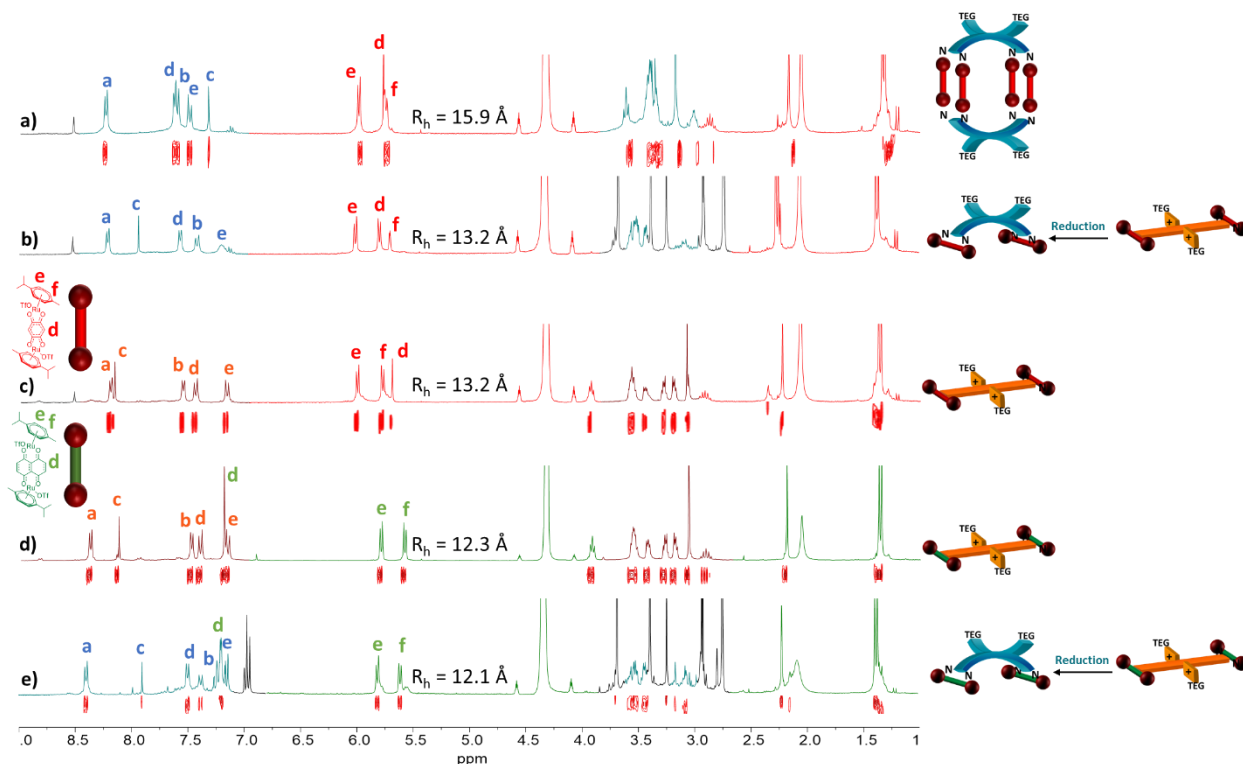 TEG TEG
d
d b c
a e e f
a) R_h = 15.9 Å
N N N N
N N N N
TEG TEG
c
a d b e e d f
b) R_h = 13.2 Å
TEG TEG
N N N N
Reduction
TEG
+
+
TEG
N
e
f
TfO
Ru
O O
d
O O
Ru
OTf
c
a b d e e f d
c) R_h = 13.2 Å
TEG
+
+
TEG
e f
TfO
Ru
O O
d
O O
Ru
OTf
d
c
a b d e e f
d) R_h = 12.3 Å
TEG
+
+
TEG
a c d b d e e f
e) R_h = 12.1 Å
TEG TEG
N N N N
Reduction
TEG
+
+
TEG
.0 8.5 8.0 7.5 7.0 6.5 6.0 5.5 5.0 4.5 4.0 3.5 3.0 2.5 2.0 1.5 1
ppm